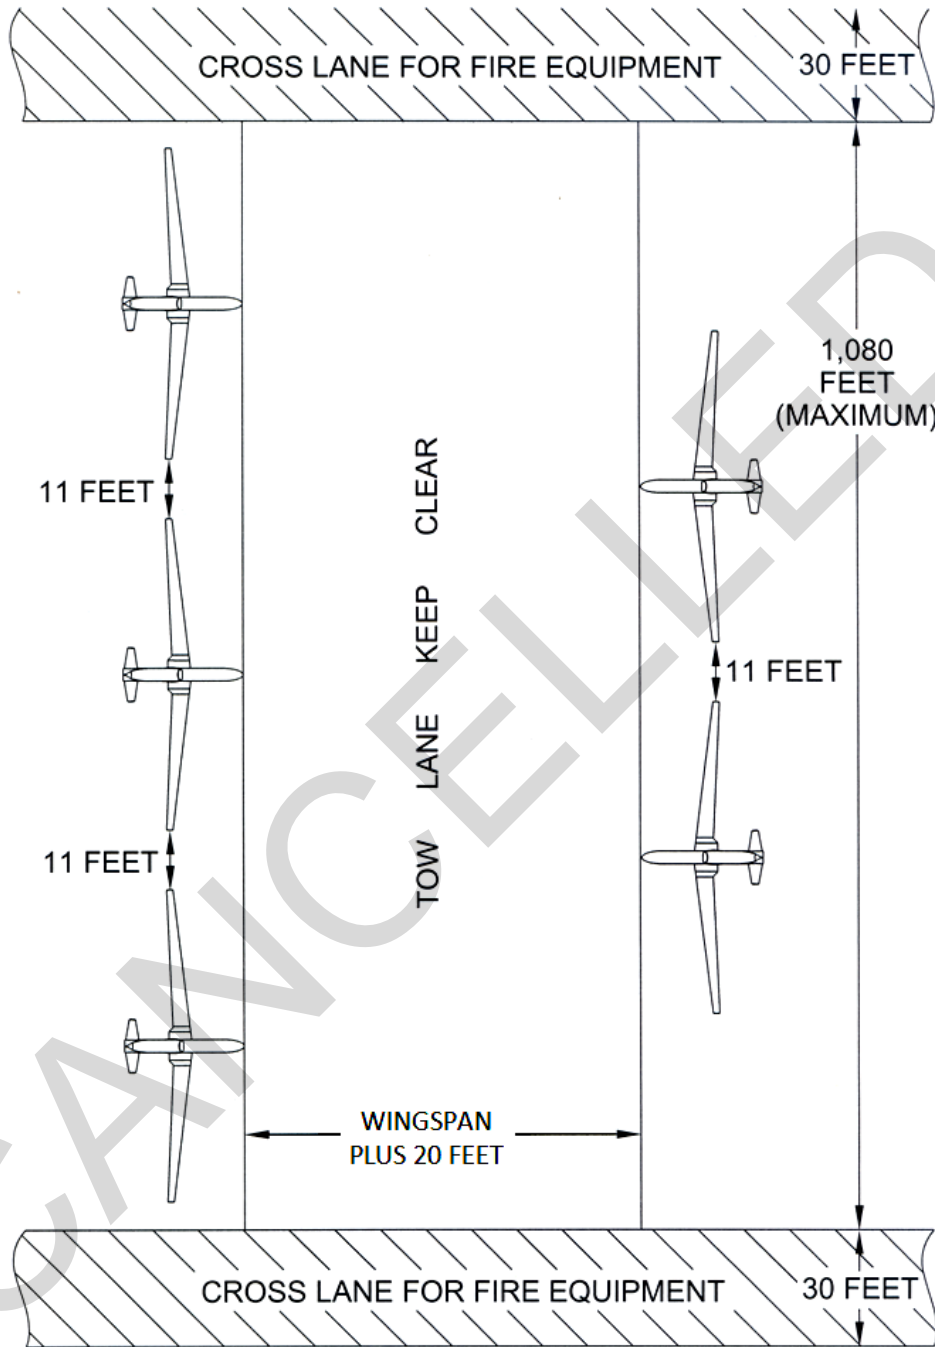 CROSS LANE FOR FIRE EQUIPMENT
30 FEET
1,080
FEET
(MAXIMUM)
11 FEET
TOW LANE KEEP CLEAR
11 FEET
11 FEET
WINGSPAN
PLUS 20 FEET
CROSS LANE FOR FIRE EQUIPMENT
30 FEET
CANCELLED